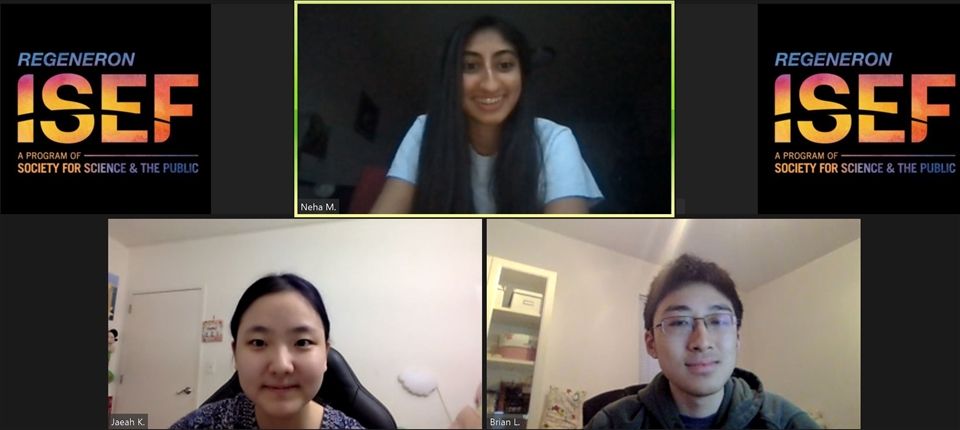 REGENERON
ISEF
A PROGRAM OF
SOCIETY FOR SCIENCE & THE PUBLIC
Neha M.
REGENERON
ISEF
A PROGRAM OF
SOCIETY FOR SCIENCE & THE PUBLIC
Jaeah K.
Brian L.